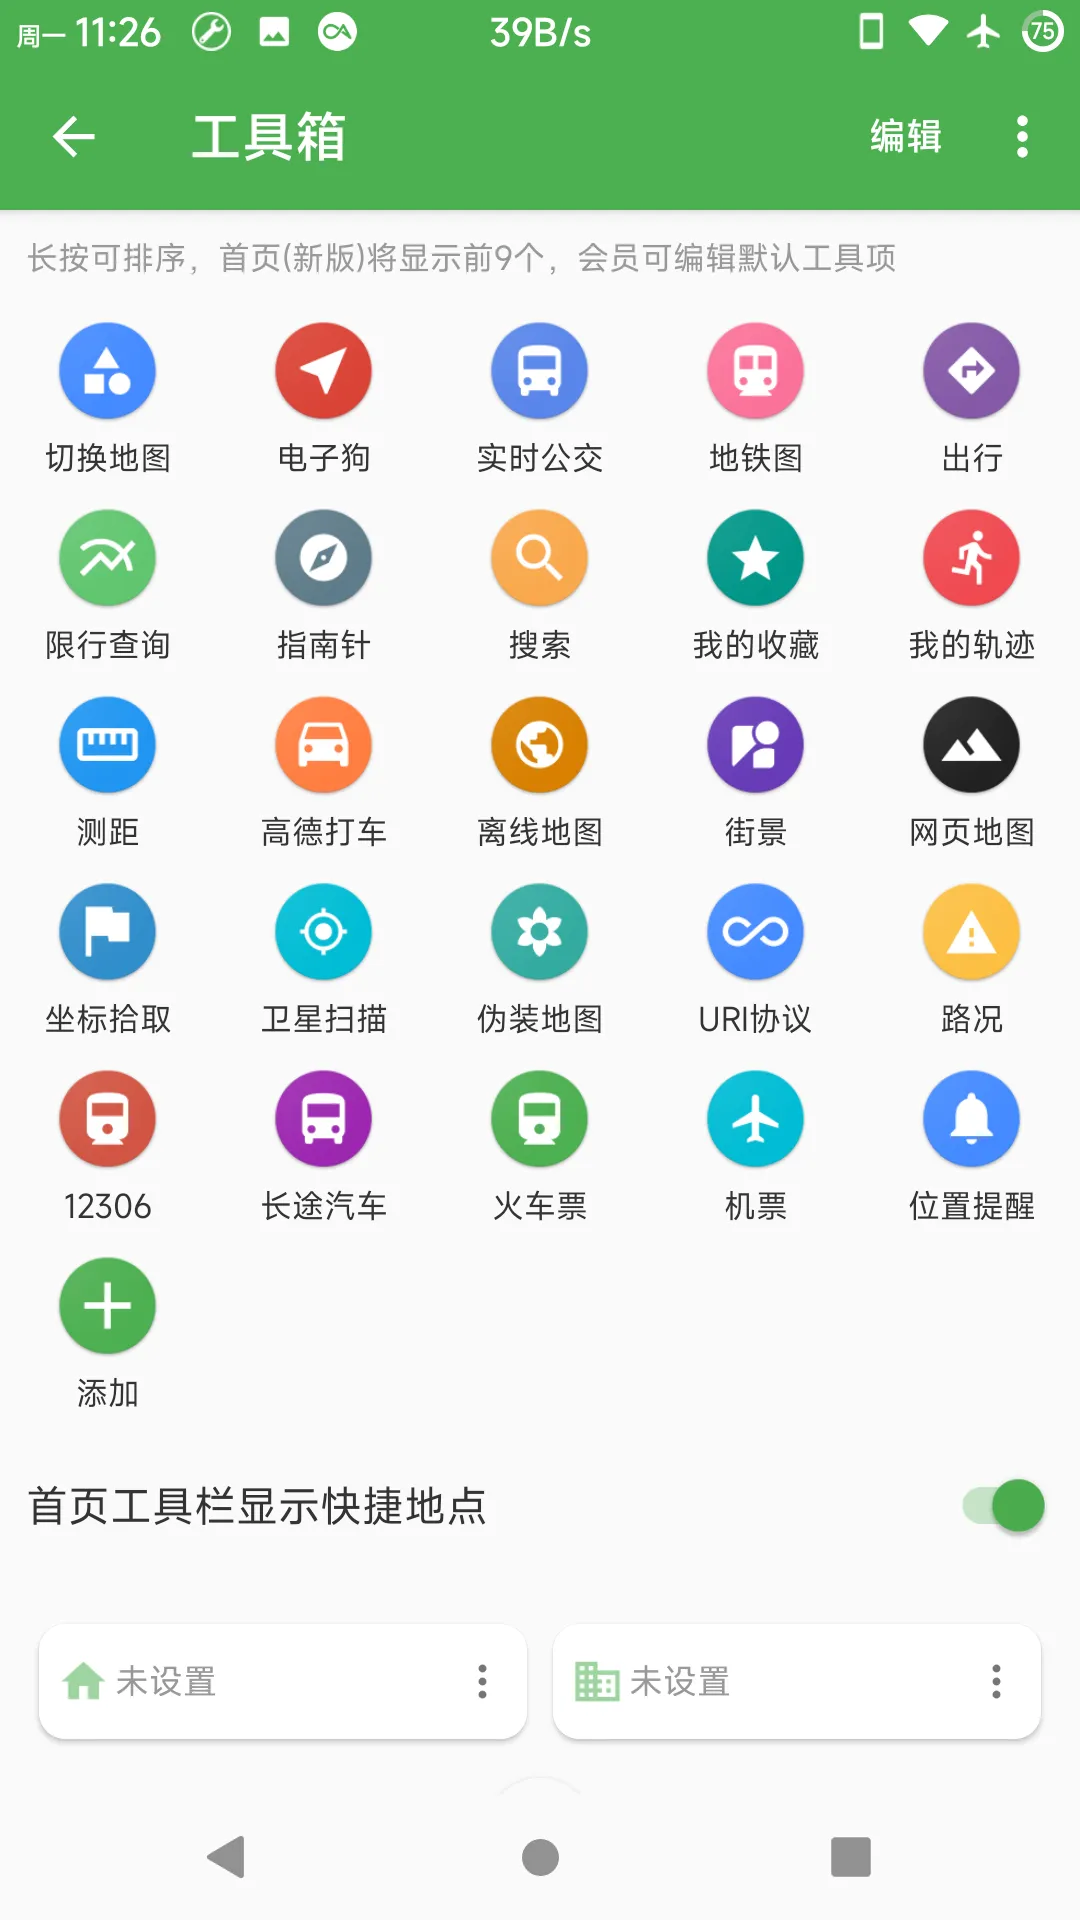 周一 11:26 39B/s 75
工具箱 编辑
长按可排序，首页(新版)将显示前9个，会员可编辑默认工具项
切换地图 电子狗 实时公交 地铁图 出行
限行查询 指南针 搜索 我的收藏 我的轨迹
测距 高德打车 离线地图 街景 网页地图
坐标拾取 卫星扫描 伪装地图 URI协议 路况
12306 长途汽车 火车票 机票 位置提醒
添加
首页工具栏显示快捷地点
未设置 未设置